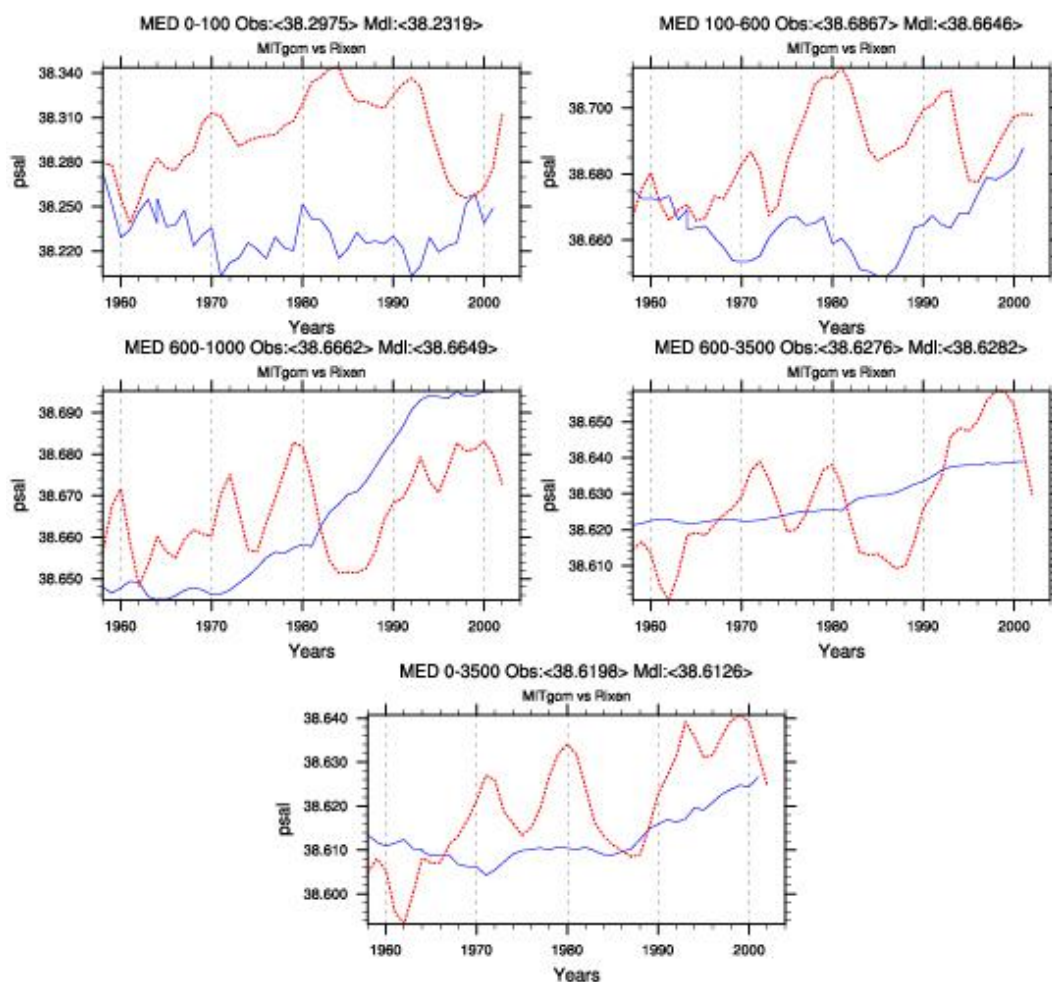 MED 0-100 Obs:<38.2975> Mdl:<38.2319>
MITgcm vs Rixen
38.340
38.310
38.280
38.250
38.220
psal
1960 1970 1980 1990 2000
Years
MED 100-600 Obs:<38.6867> Mdl:<38.6646>
MITgcm vs Rixen
38.700
38.680
38.660
psal
1960 1970 1980 1990 2000
Years
MED 600-1000 Obs:<38.6662> Mdl:<38.6649>
MITgcm vs Rixen
38.690
38.680
38.670
38.660
38.650
psal
1960 1970 1980 1990 2000
Years
MED 600-3500 Obs:<38.6276> Mdl:<38.6282>
MITgcm vs Rixen
38.650
38.640
38.630
38.620
38.610
psal
1960 1970 1980 1990 2000
Years
MED 0-3500 Obs:<38.6198> Mdl:<38.6126>
MITgcm vs Rixen
38.640
38.630
38.620
38.610
38.600
psal
1960 1970 1980 1990 2000
Years